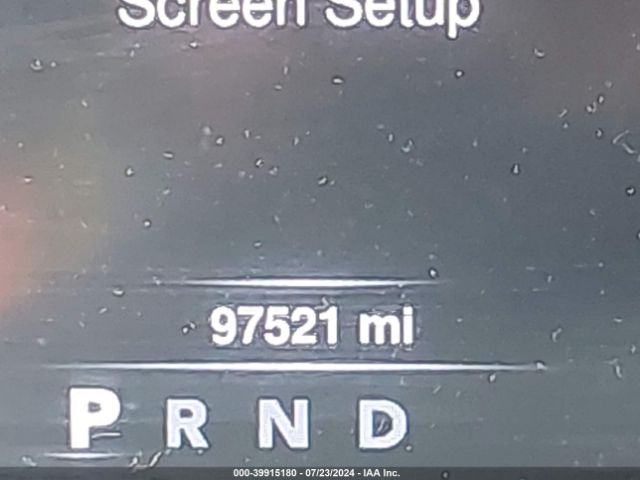 Screen Setup
97521 mi
P R N D
000-39915180 - 07/23/2024 - IAA Inc.